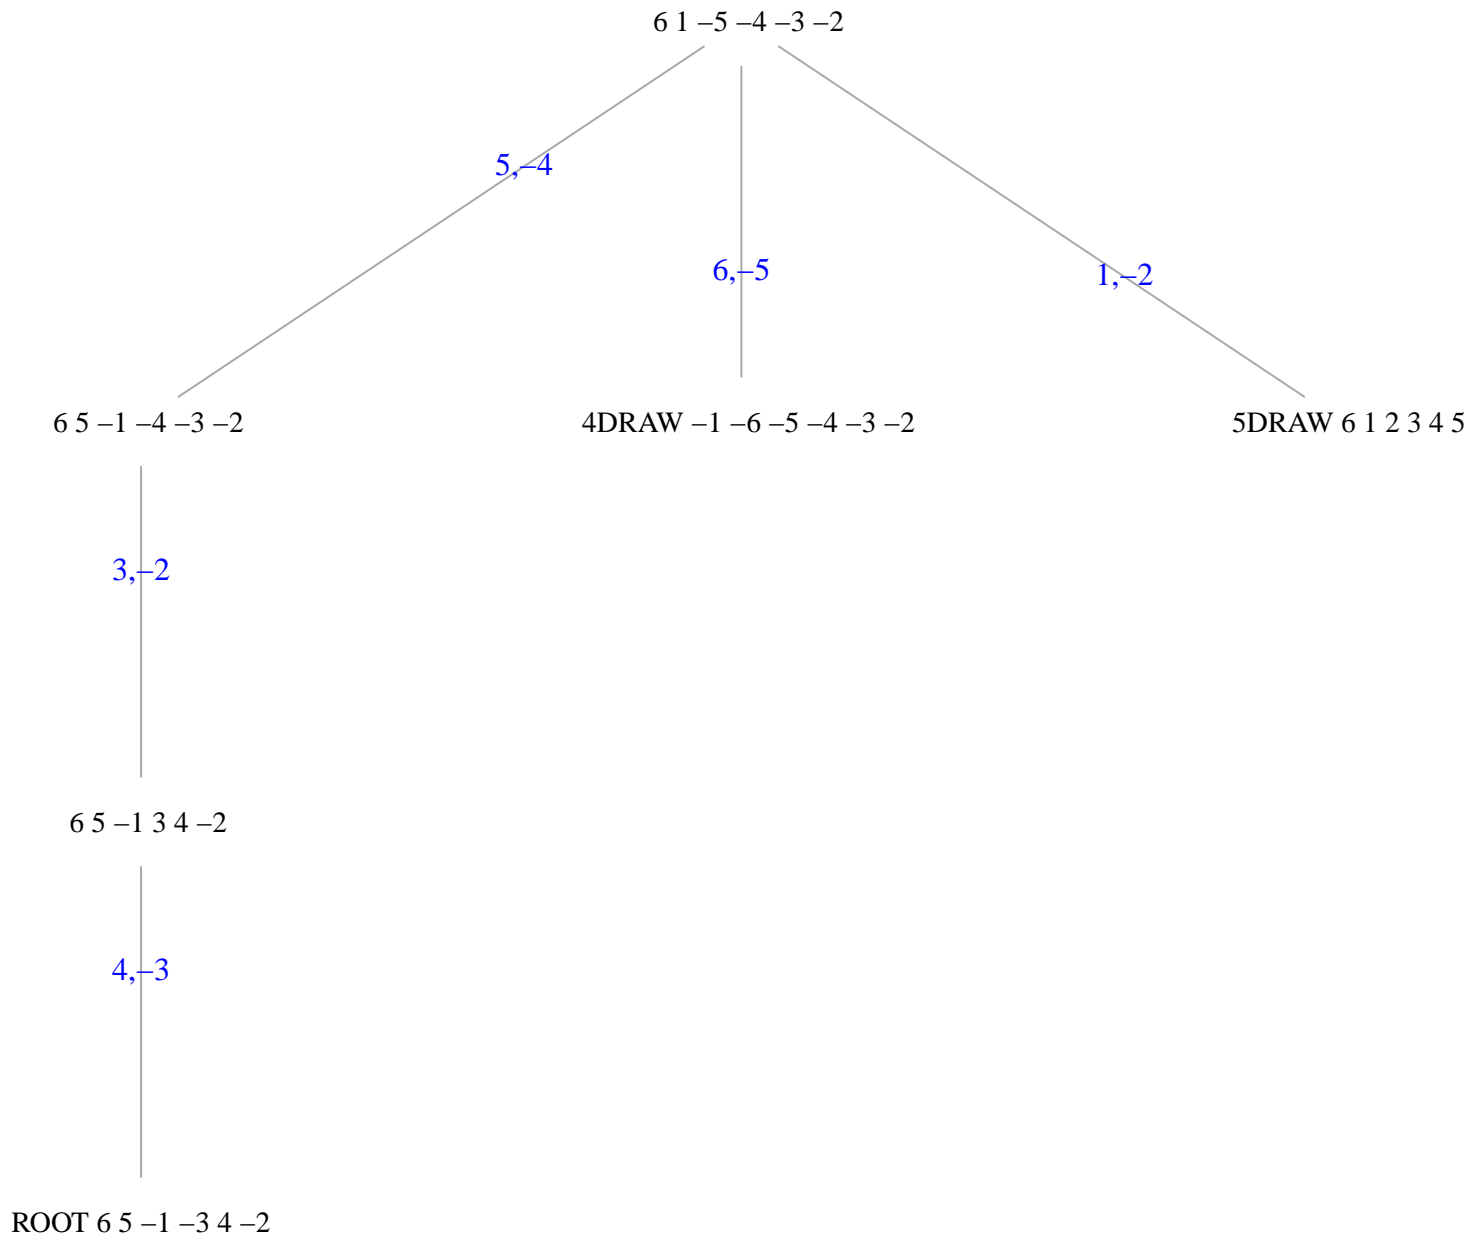 6 1 –5 –4 –3 –2
5,–4
6,–5
1,–2
6 5 –1 –4 –3 –2
4DRAW –1 –6 –5 –4 –3 –2
5DRAW 6 1 2 3 4 5
3,–2
6 5 –1 3 4 –2
4,–3
ROOT 6 5 –1 –3 4 –2